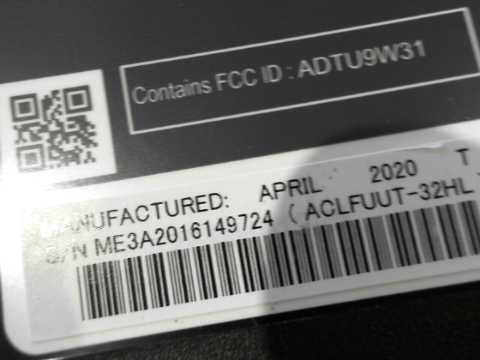 Contains FCC ID : ADTU9W31
MANUFACTURED: APRIL 2020 T
S/N ME3A2016149724 ( ACLFUUT-32HL